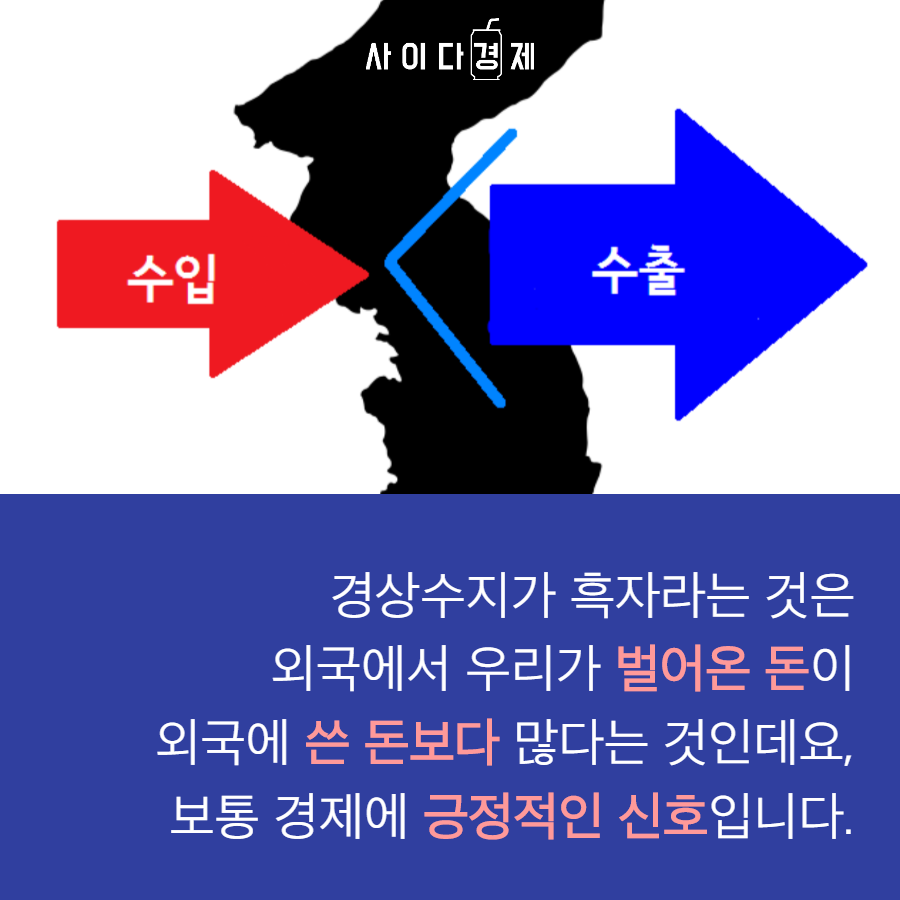 사이다경제
수입
수출
경상수지가 흑자라는 것은
외국에서 우리가 벌어온 돈이
외국에 쓴 돈보다 많다는 것인데요,
보통 경제에 긍정적인 신호입니다.